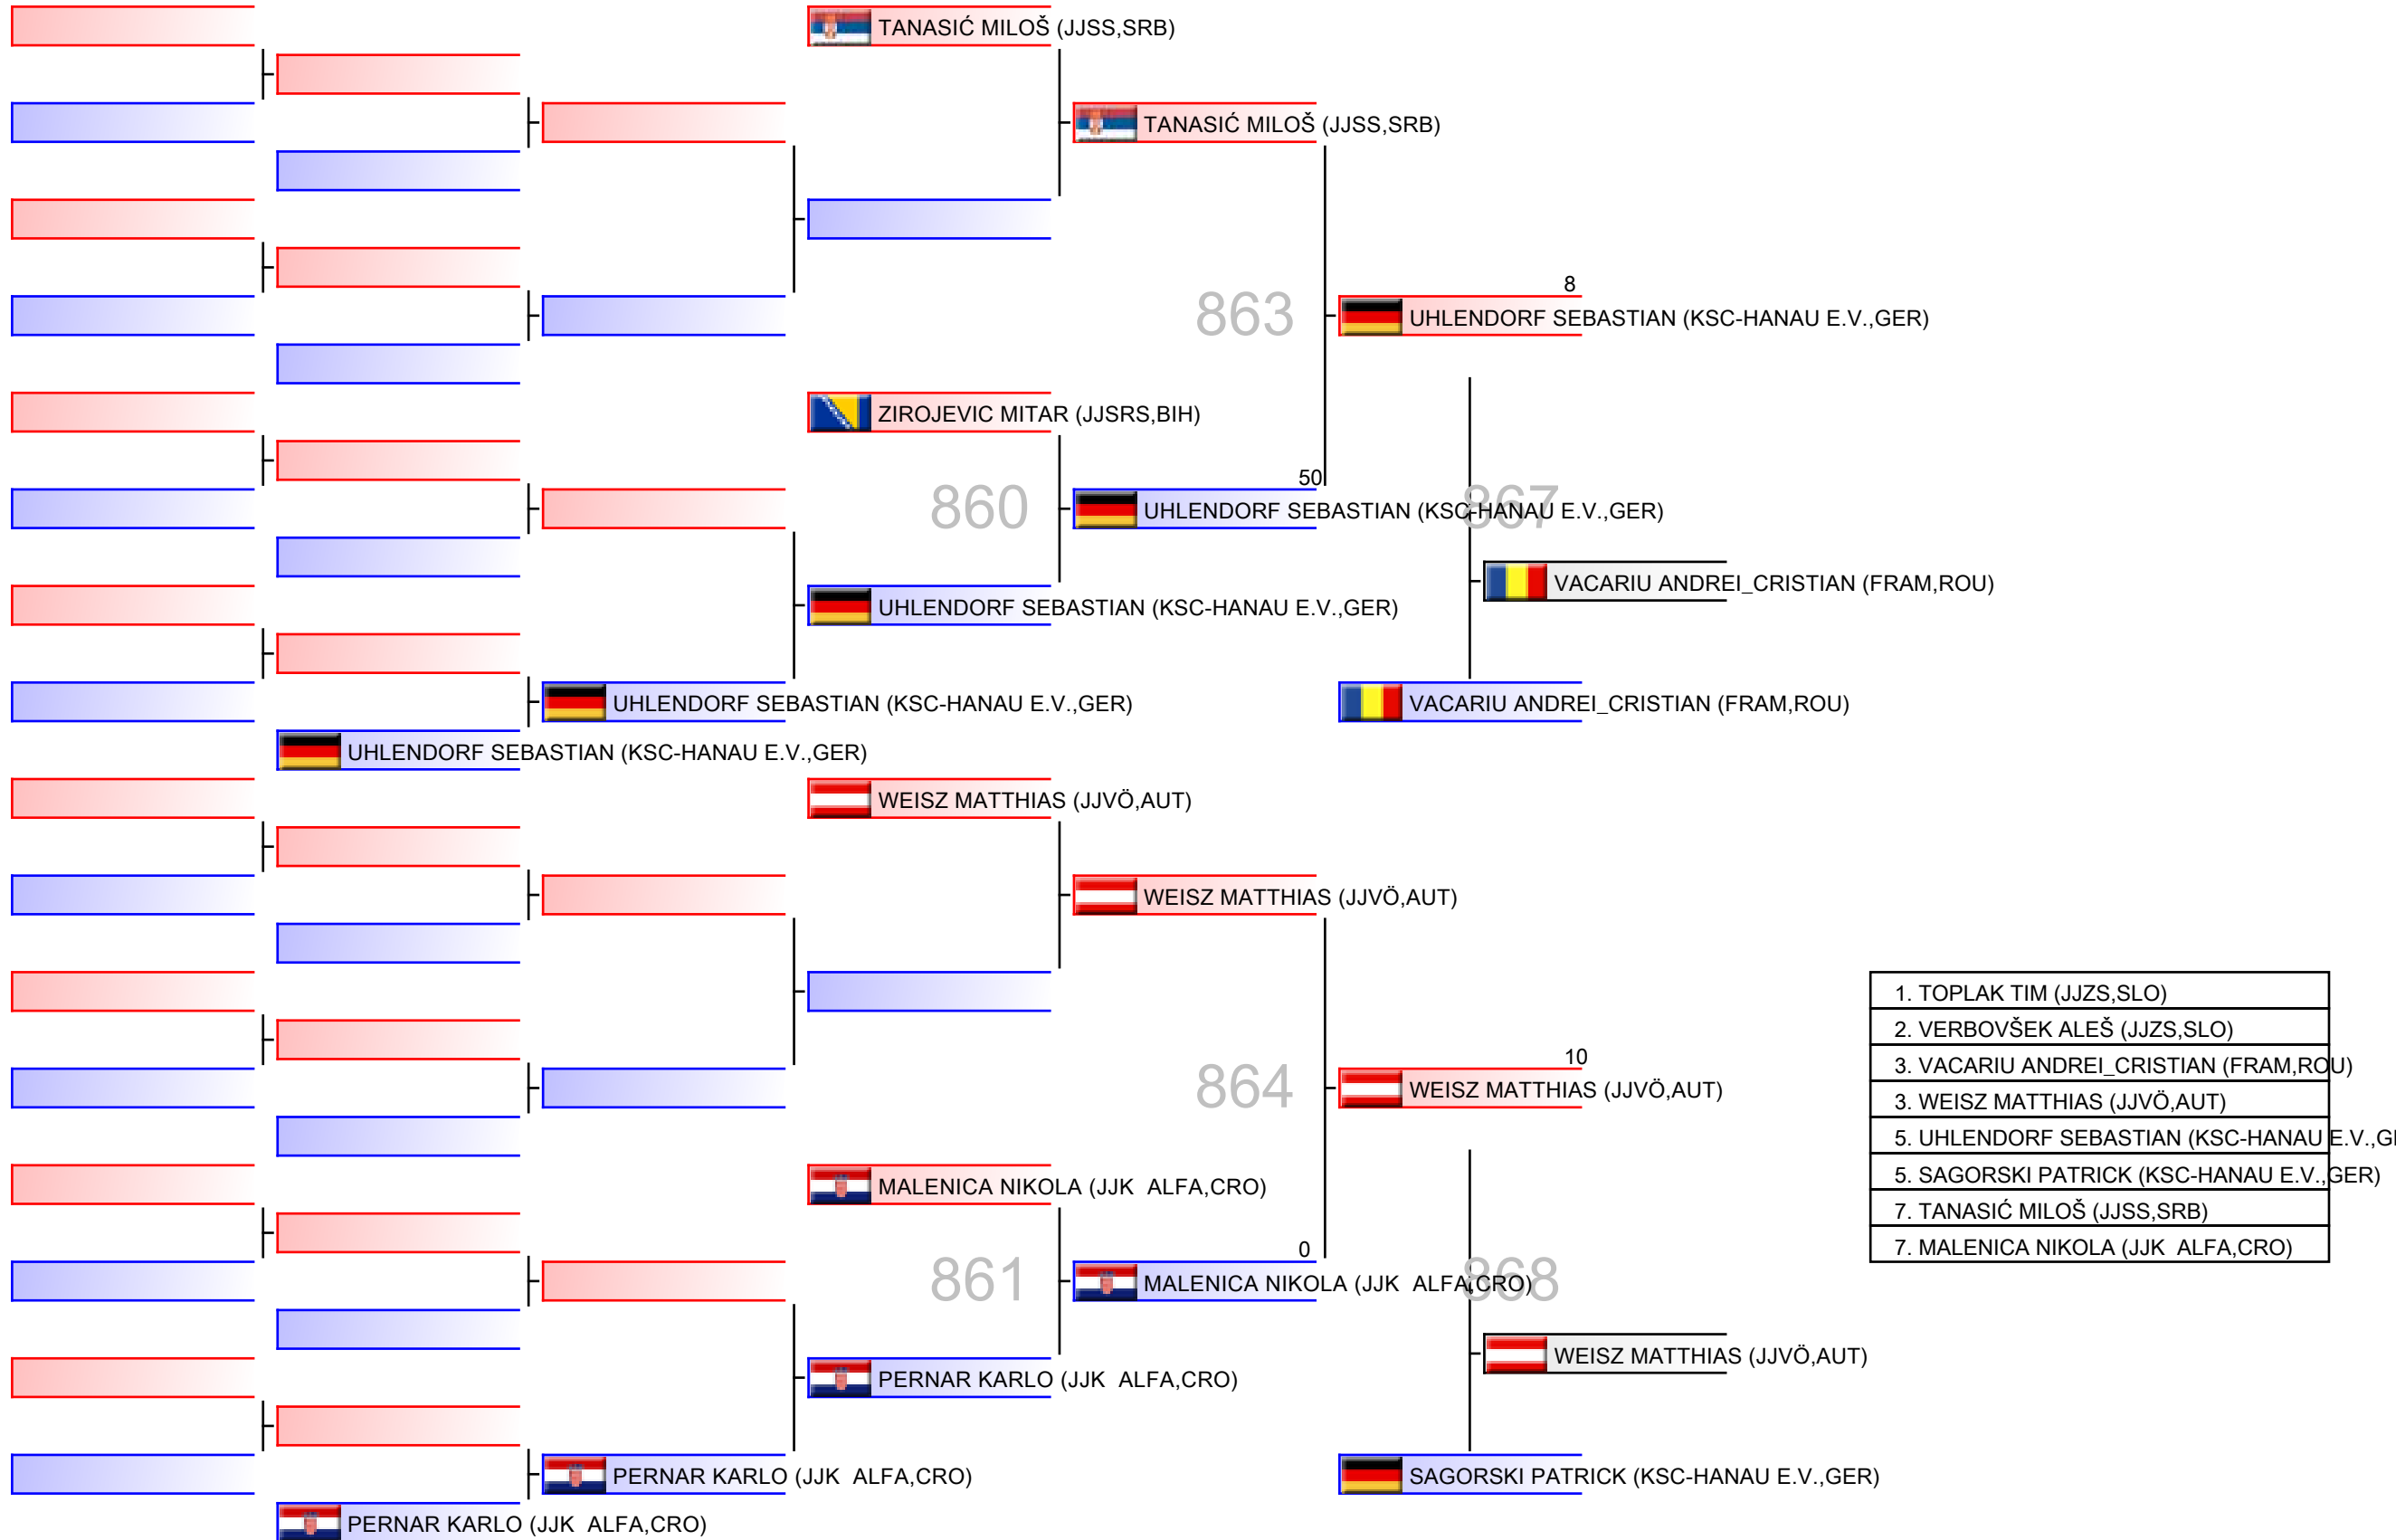 TANASIĆ MILOŠ (JJSS,SRB)
TANASIĆ MILOŠ (JJSS,SRB)
8
863
UHLENDORF SEBASTIAN (KSC-HANAU E.V.,GER)
ZIROJEVIC MITAR (JJSRS,BIH)
50
860
UHLENDORF SEBASTIAN (KSC-HANAU E.V.,GER)
867
VACARIU ANDREI_CRISTIAN (FRAM,ROU)
UHLENDORF SEBASTIAN (KSC-HANAU E.V.,GER)
UHLENDORF SEBASTIAN (KSC-HANAU E.V.,GER)
VACARIU ANDREI_CRISTIAN (FRAM,ROU)
UHLENDORF SEBASTIAN (KSC-HANAU E.V.,GER)
WEISZ MATTHIAS (JJVÖ,AUT)
WEISZ MATTHIAS (JJVÖ,AUT)
10
864
WEISZ MATTHIAS (JJVÖ,AUT)
MALENICA NIKOLA (JJK  ALFA,CRO)
0
861
MALENICA NIKOLA (JJK  ALFA,CRO)
868
WEISZ MATTHIAS (JJVÖ,AUT)
PERNAR KARLO (JJK  ALFA,CRO)
PERNAR KARLO (JJK  ALFA,CRO)
SAGORSKI PATRICK (KSC-HANAU E.V.,GER)
PERNAR KARLO (JJK  ALFA,CRO)
1. TOPLAK TIM (JJZS,SLO)
2. VERBOVŠEK ALEŠ (JJZS,SLO)
3. VACARIU ANDREI_CRISTIAN (FRAM,ROU)
3. WEISZ MATTHIAS (JJVÖ,AUT)
5. UHLENDORF SEBASTIAN (KSC-HANAU E.V.,G
5. SAGORSKI PATRICK (KSC-HANAU E.V.,GER)
7. TANASIĆ MILOŠ (JJSS,SRB)
7. MALENICA NIKOLA (JJK  ALFA,CRO)